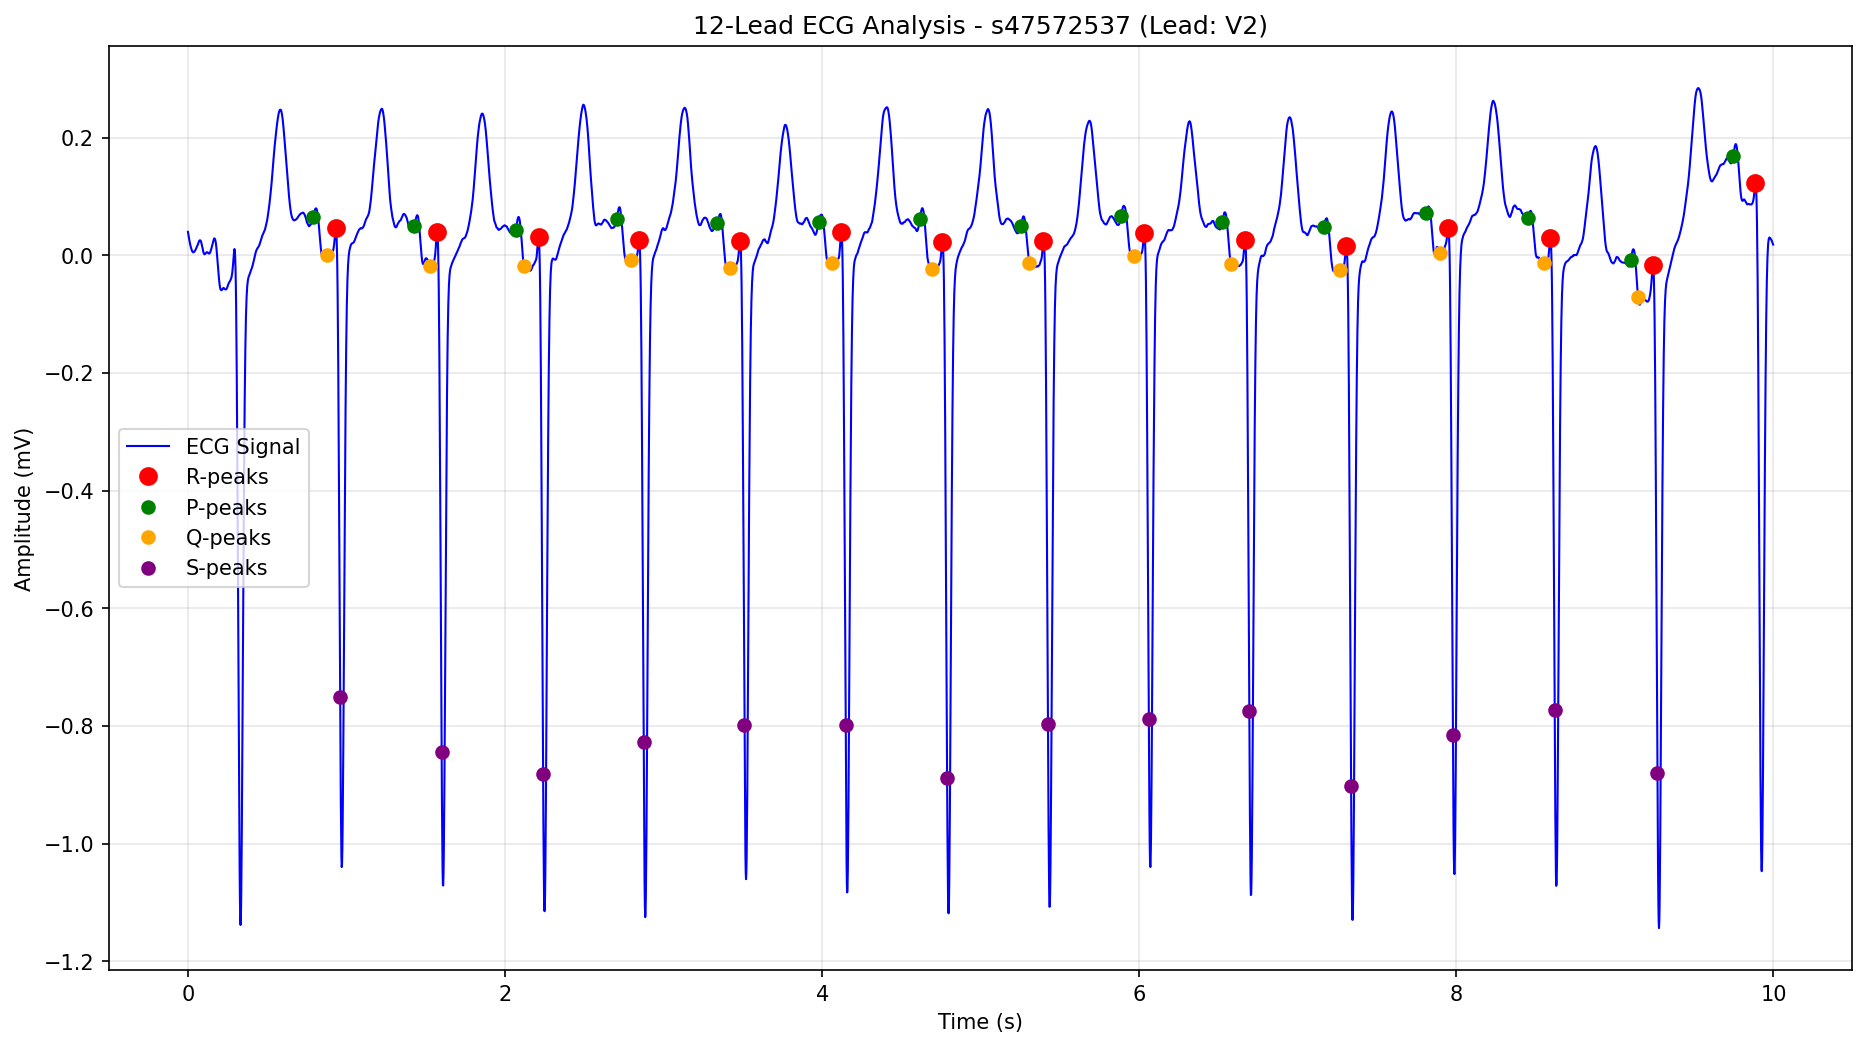 12-Lead ECG Analysis - s47572537 (Lead: V2)
Amplitude (mV)
0.2
0.0
−0.2
−0.4
−0.6
−0.8
−1.0
−1.2
ECG Signal
R-peaks
P-peaks
Q-peaks
S-peaks
0 2 4 6 8 10
Time (s)